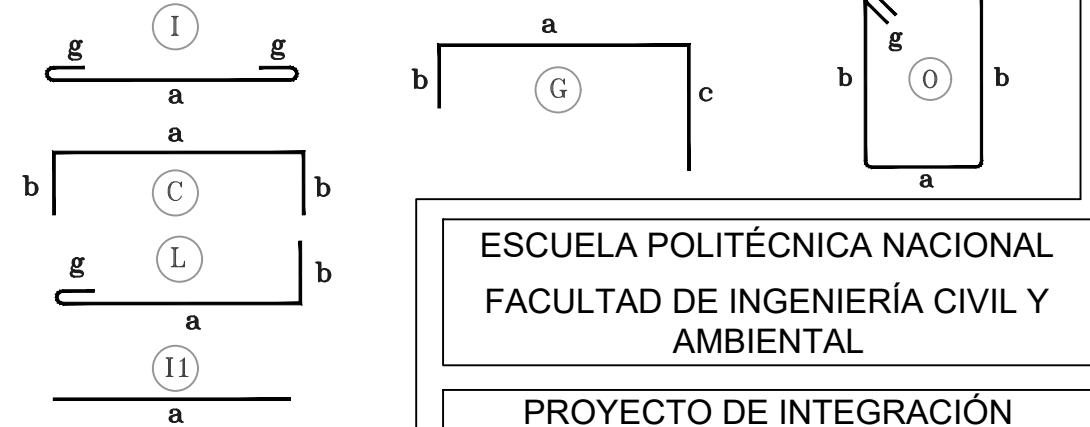 I
g g
a
a
b C b
g L b
a
I1
a
a
b G c
g
b O b
a
ESCUELA POLITÉCNICA NACIONAL
FACULTAD DE INGENIERÍA CIVIL Y
AMBIENTAL
PROYECTO DE INTEGRACIÓN